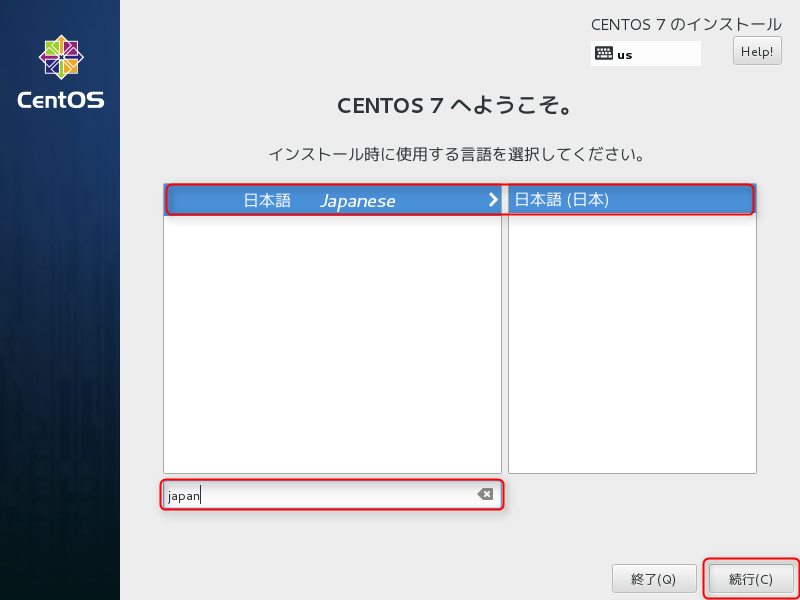 CENTOS 7 のインストール
us
Help!
CentOS
CENTOS 7 へようこそ。
インストール時に使用する言語を選択してください。
日本語 Japanese
日本語 (日本)
japan
終了(Q)
続行(C)